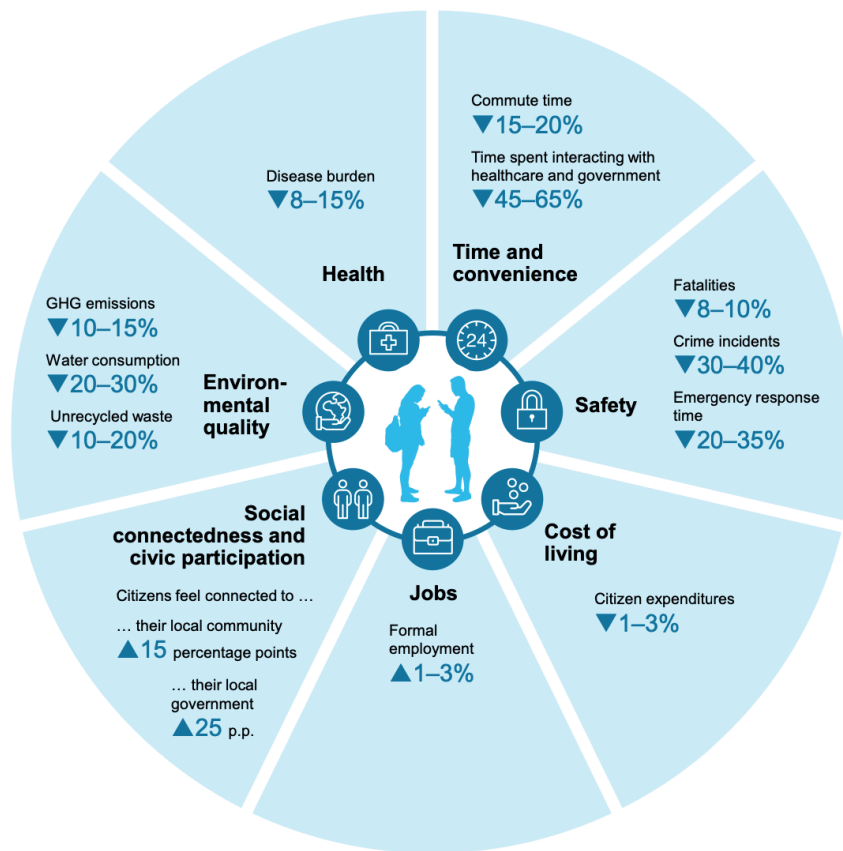 Commute time
▼15–20%
Time spent interacting with
healthcare and government
▼45–65%
Time and
convenience
24
Fatalities
▼8–10%
Crime incidents
▼30–40%
Emergency response
time
▼20–35%
Safety
Cost of
living
Citizen expenditures
▼1–3%
Jobs
Formal
employment
▲1–3%
Social
connectedness and
civic participation
Citizens feel connected to …
… their local community
▲15 percentage points
… their local
government
▲25 p.p.
GHG emissions
▼10–15%
Water consumption
▼20–30%
Unrecycled waste
▼10–20%
Environ-
mental
quality
Disease burden
▼8–15%
Health